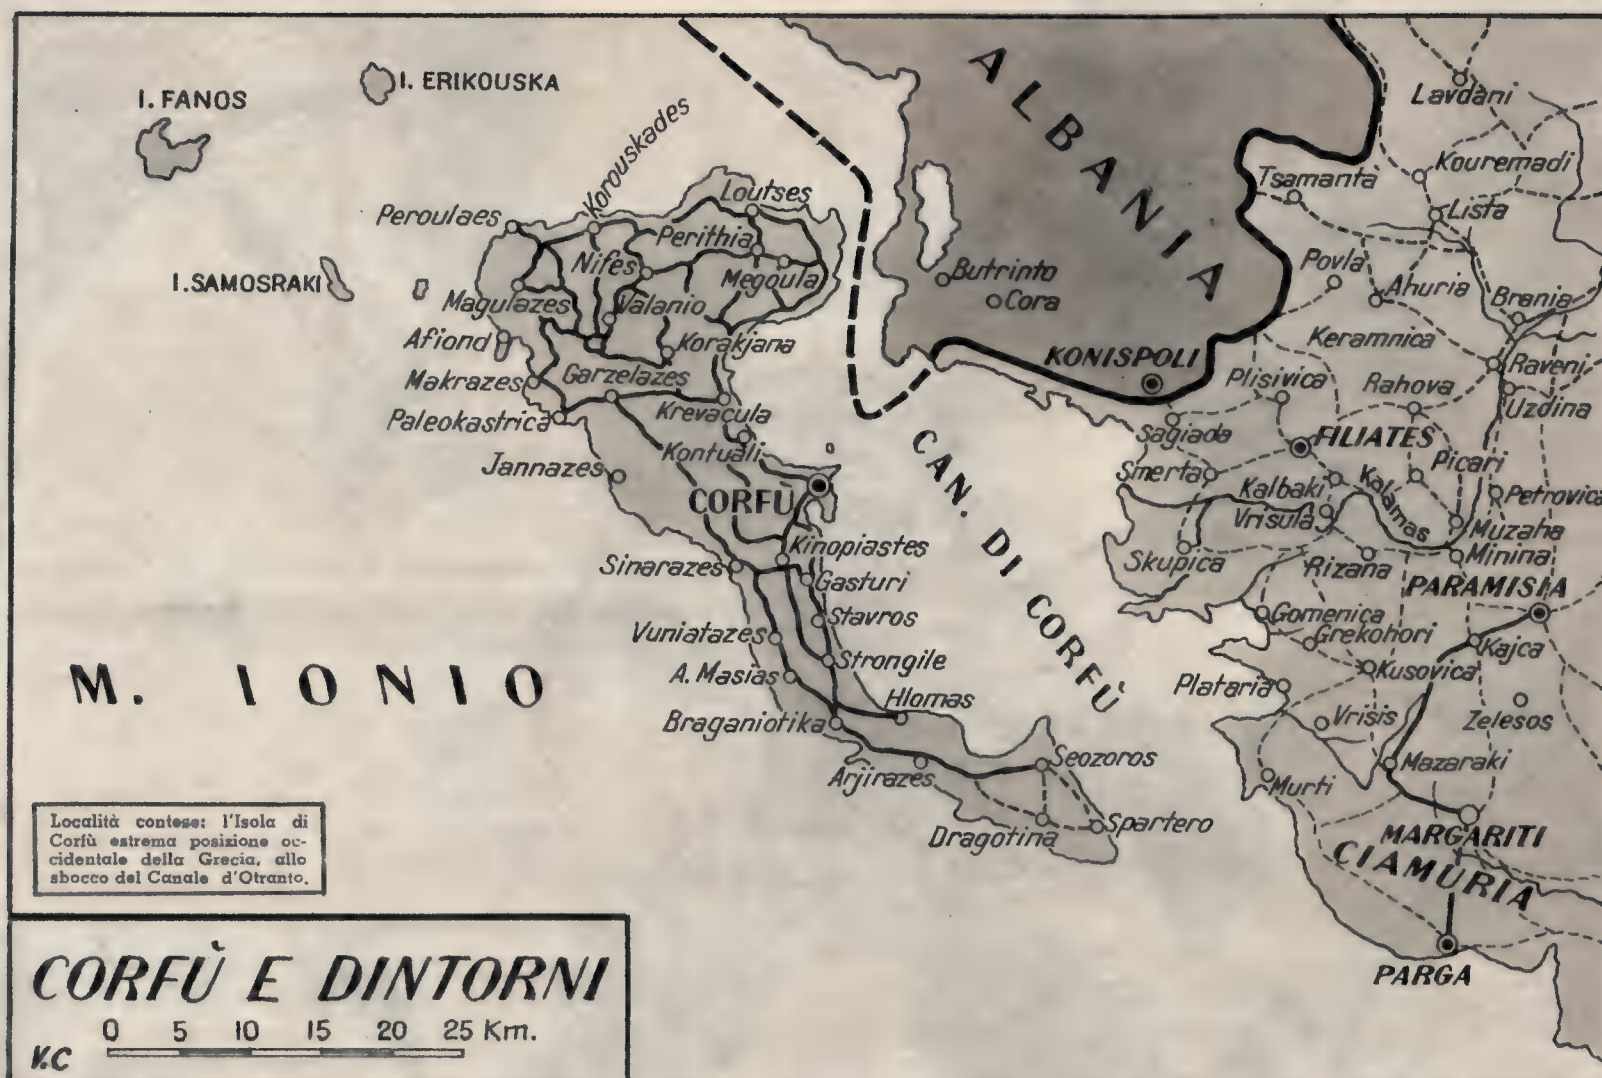 I. FANOS
I. ERIKOUSKA
I. SAMOSRAKI
ALBANIA
Lavdàni
Kouremadi
Tsamantà
Lista
Povla
Ahuria
Brania
Keramnica
Raveni
Uzdina
Rahova
Plisivica
Butrinto
Cora
KONISPOLI
Korouskades
Loutses
Peroulaes
Perithia
Nifes
Megoula
Magulazes
Valanio
Afiond
Korakjana
Makrazes
Garzelazes
Paleokastrica
Krevacula
Kontuali
Jannazes
CORFÙ
CAN. DI CORFÙ
Sagiada
FILIATES
Smerta
Kalbaki
Kalamas
Picari
Petrovica
Vrisula
Muzaha
Skupica
Rizana
Minina
PARAMISIA
Kinopiastes
Sinarazes
Gasturi
Stavros
Vuniatazes
Strongile
A. Masias
Hlomas
Braganiotika
Seozoros
Arjirazes
Dragotina
Spartero
Gomenica
Grekohori
Kajca
Kusovica
Plataria
Vrisis
Zelesos
Mazaraki
Murti
MARGARITI
CIAMURIA
PARGA
M. IONIO
Località contese: l'Isola di
Corfù estrema posizione oc-
cidentale della Grecia, allo
sbocco del Canale d'Otranto.
CORFÙ E DINTORNI
0 5 10 15 20 25 Km.
V.C